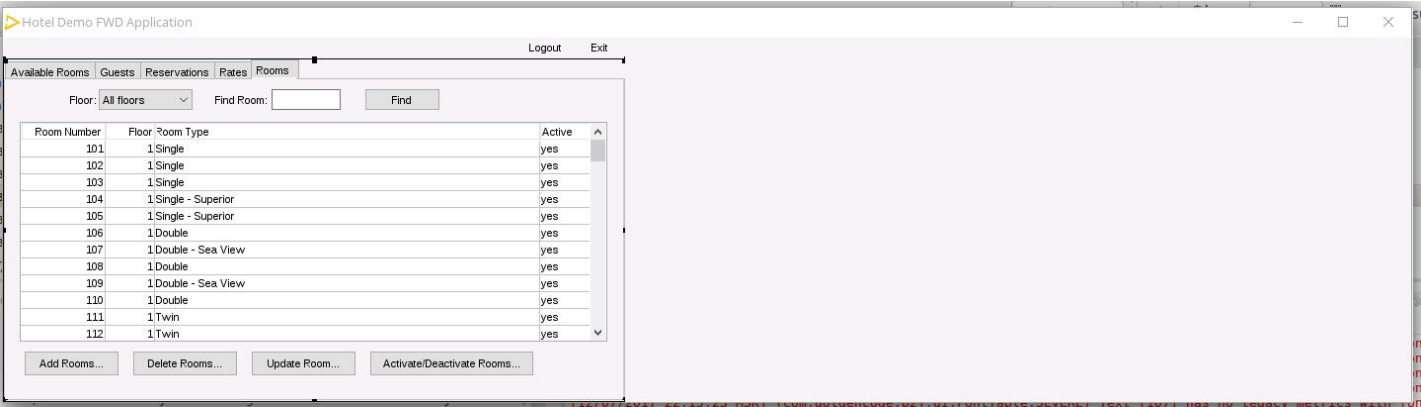 Hotel Demo FWD Application
Logout Exit
Available Rooms Guests Reservations Rates Rooms
Floor: All floors Find Room: Find
Room Number Floor Room Type Active
101 1 Single yes
102 1 Single yes
103 1 Single yes
104 1 Single - Superior yes
105 1 Single - Superior yes
106 1 Double yes
107 1 Double - Sea View yes
108 1 Double yes
109 1 Double - Sea View yes
110 1 Double yes
111 1 Twin yes
112 1 Twin yes
Add Rooms... Delete Rooms... Update Room... Activate/Deactivate Rooms...